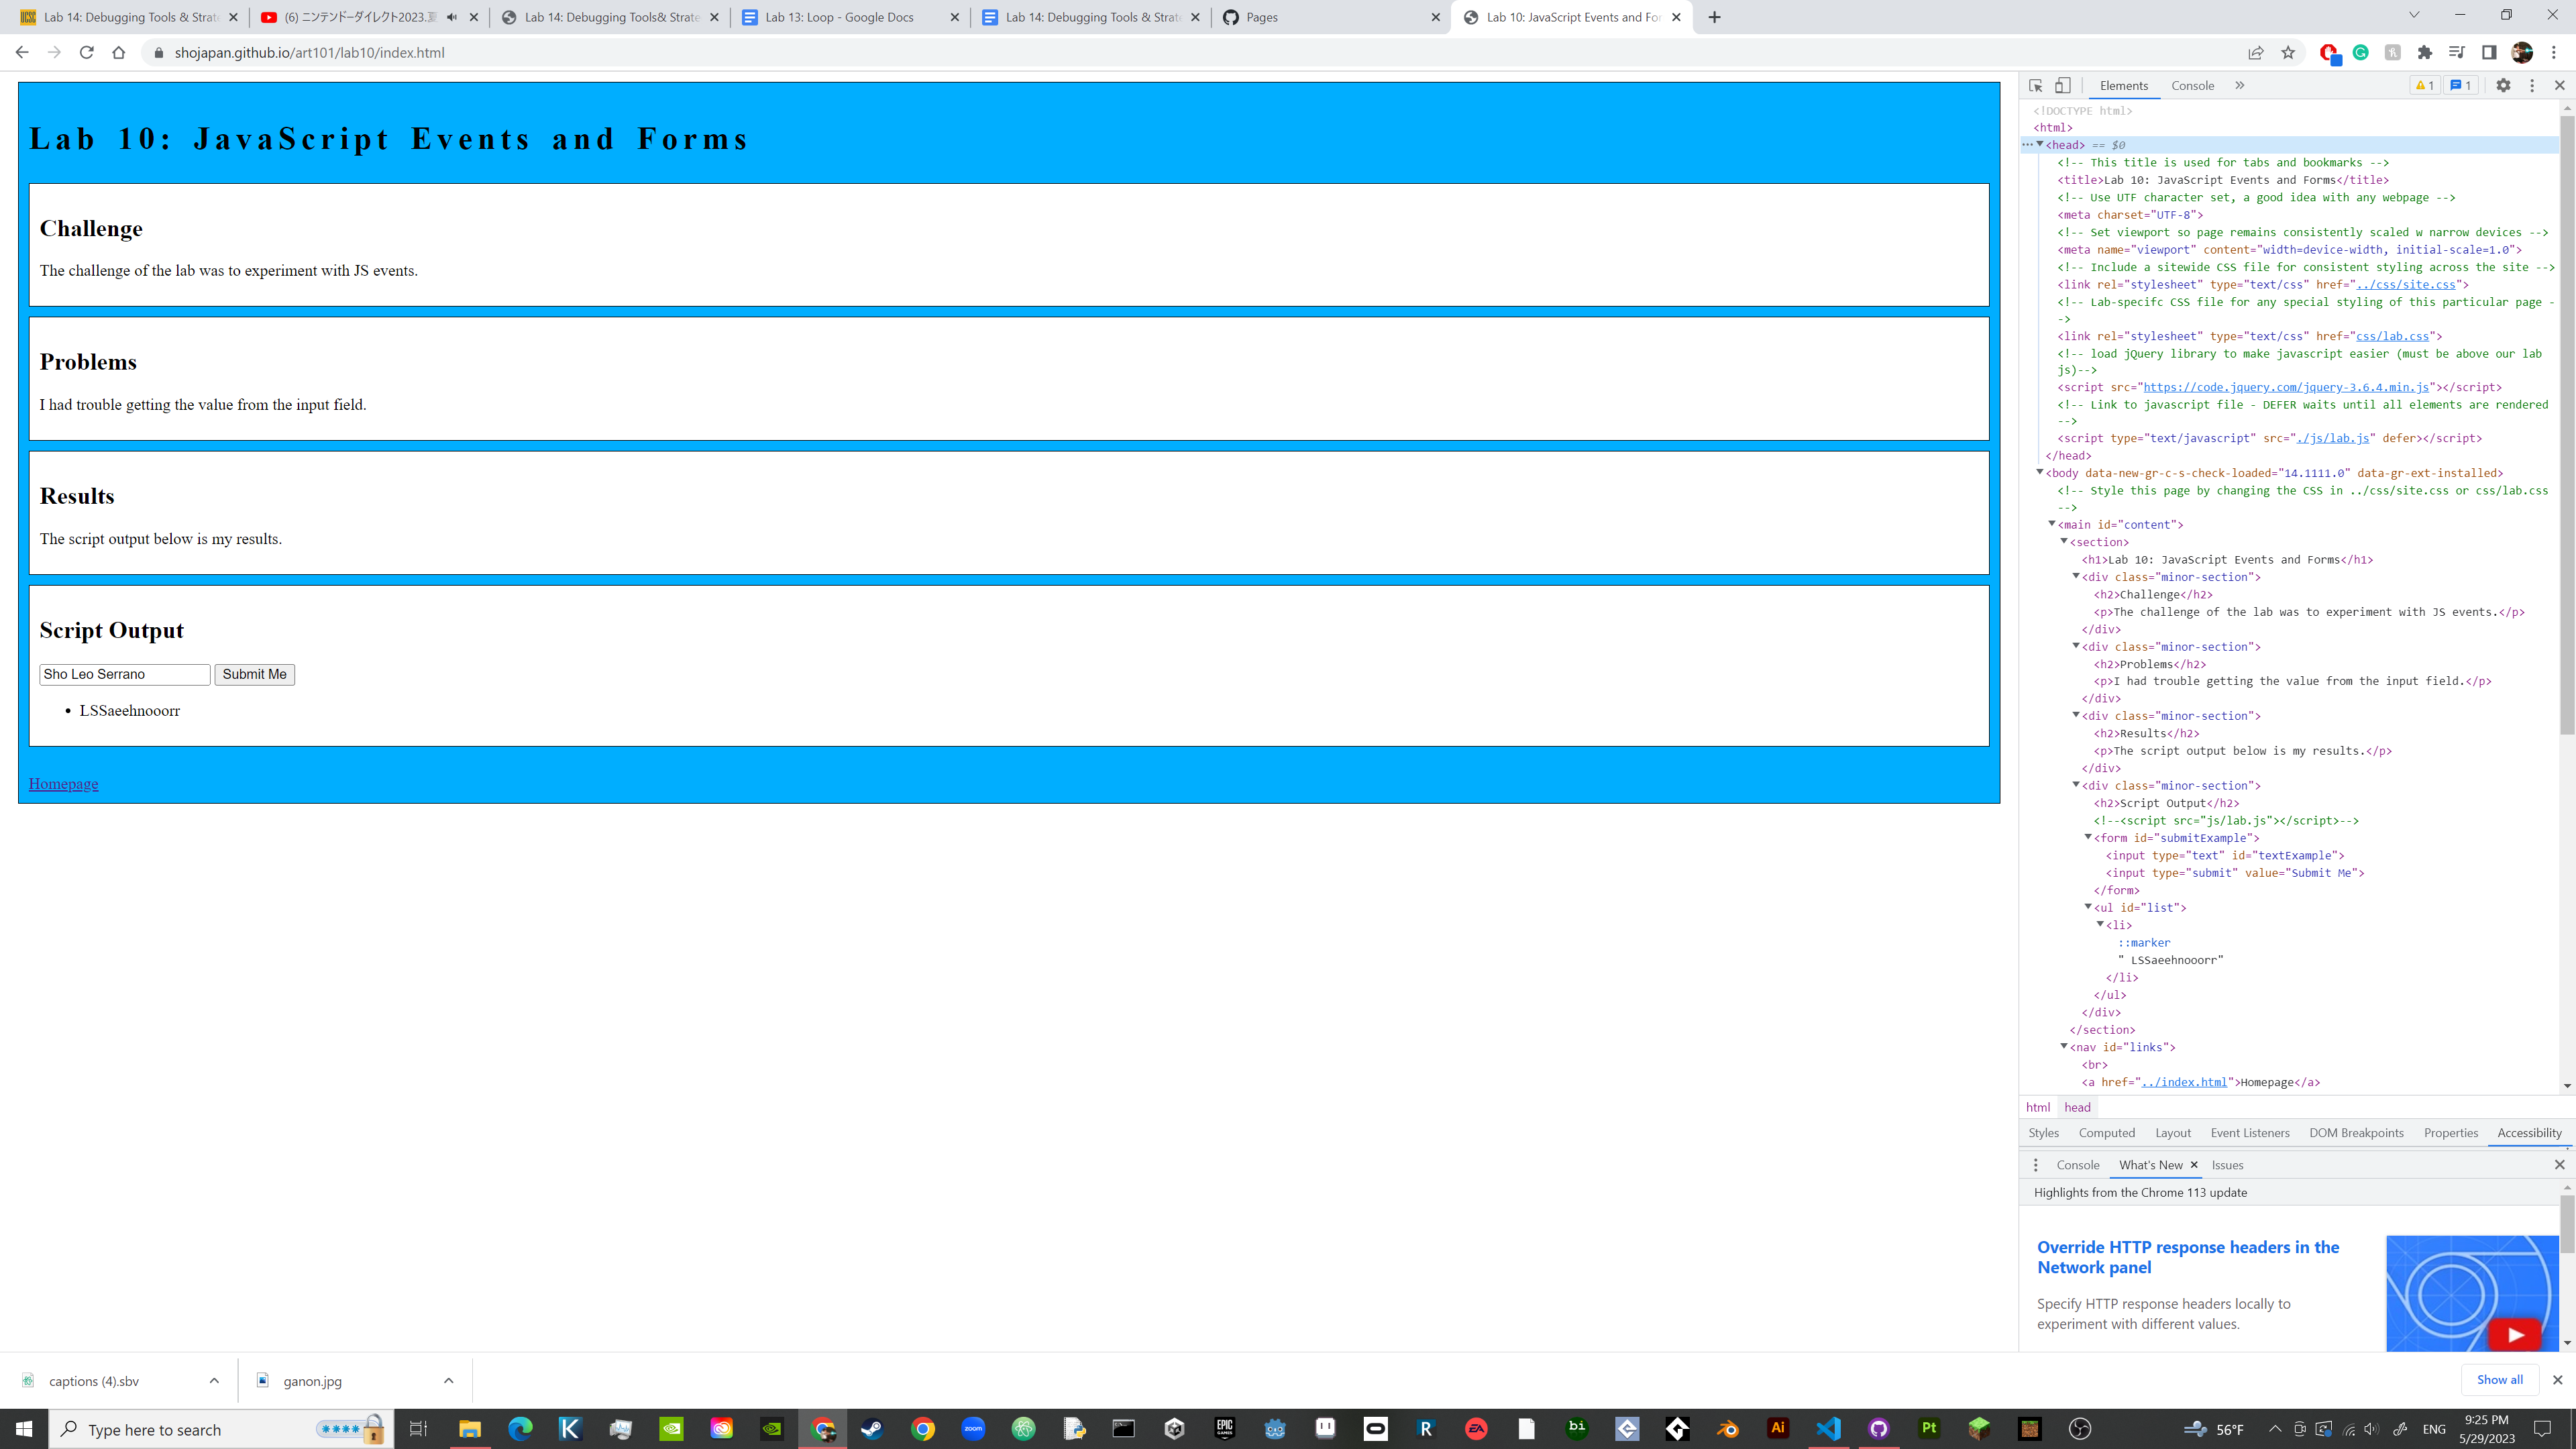 Lab 14: Debugging Tools & Strate
(6) ニンテンドーダイレクト2023.夏
Lab 14: Debugging Tools& Strate
Lab 13: Loop - Google Docs
Lab 14: Debugging Tools & Strate
Pages
Lab 10: JavaScript Events and For
shojapan.github.io/art101/lab10/index.html
Lab 10: JavaScript Events and Forms
Challenge
The challenge of the lab was to experiment with JS events.
Problems
I had trouble getting the value from the input field.
Results
The script output below is my results.
Script Output
Sho Leo Serrano Submit Me
• LSSaeehnooorr
Homepage
Elements Console » 1 1
<!DOCTYPE html>
<html>
<head> == $0
<!-- This title is used for tabs and bookmarks -->
<title>Lab 10: JavaScript Events and Forms</title>
<!-- Use UTF character set, a good idea with any webpage -->
<meta charset="UTF-8">
<!-- Set viewport so page remains consistently scaled w narrow devices -->
<meta name="viewport" content="width=device-width, initial-scale=1.0">
<!-- Include a sitewide CSS file for consistent styling across the site -->
<link rel="stylesheet" type="text/css" href="../css/site.css">
<!-- Lab-specifc CSS file for any special styling of this particular page -
->
<link rel="stylesheet" type="text/css" href="css/lab.css">
<!-- load jQuery library to make javascript easier (must be above our lab
js)-->
<script src="https://code.jquery.com/jquery-3.6.4.min.js"></script>
<!-- Link to javascript file - DEFER waits until all elements are rendered
-->
<script type="text/javascript" src="./js/lab.js" defer></script>
</head>
<body data-new-gr-c-s-check-loaded="14.1111.0" data-gr-ext-installed>
<!-- Style this page by changing the CSS in ../css/site.css or css/lab.css
-->
<main id="content">
<section>
<h1>Lab 10: JavaScript Events and Forms</h1>
<div class="minor-section">
<h2>Challenge</h2>
<p>The challenge of the lab was to experiment with JS events.</p>
</div>
<div class="minor-section">
<h2>Problems</h2>
<p>I had trouble getting the value from the input field.</p>
</div>
<div class="minor-section">
<h2>Results</h2>
<p>The script output below is my results.</p>
</div>
<div class="minor-section">
<h2>Script Output</h2>
<!--<script src="js/lab.js"></script>-->
<form id="submitExample">
<input type="text" id="textExample">
<input type="submit" value="Submit Me">
</form>
<ul id="list">
<li>
::marker
" LSSaeehnooorr"
</li>
</ul>
</div>
</section>
<nav id="links">
<br>
<a href="../index.html">Homepage</a>
html head
Styles Computed Layout Event Listeners DOM Breakpoints Properties Accessibility
Console What's New Issues
Highlights from the Chrome 113 update
Override HTTP response headers in the
Network panel
Specify HTTP response headers locally to
experiment with different values.
captions (4).sbv
ganon.jpg
Show all
Type here to search
56°F
ENG
9:25 PM
5/29/2023